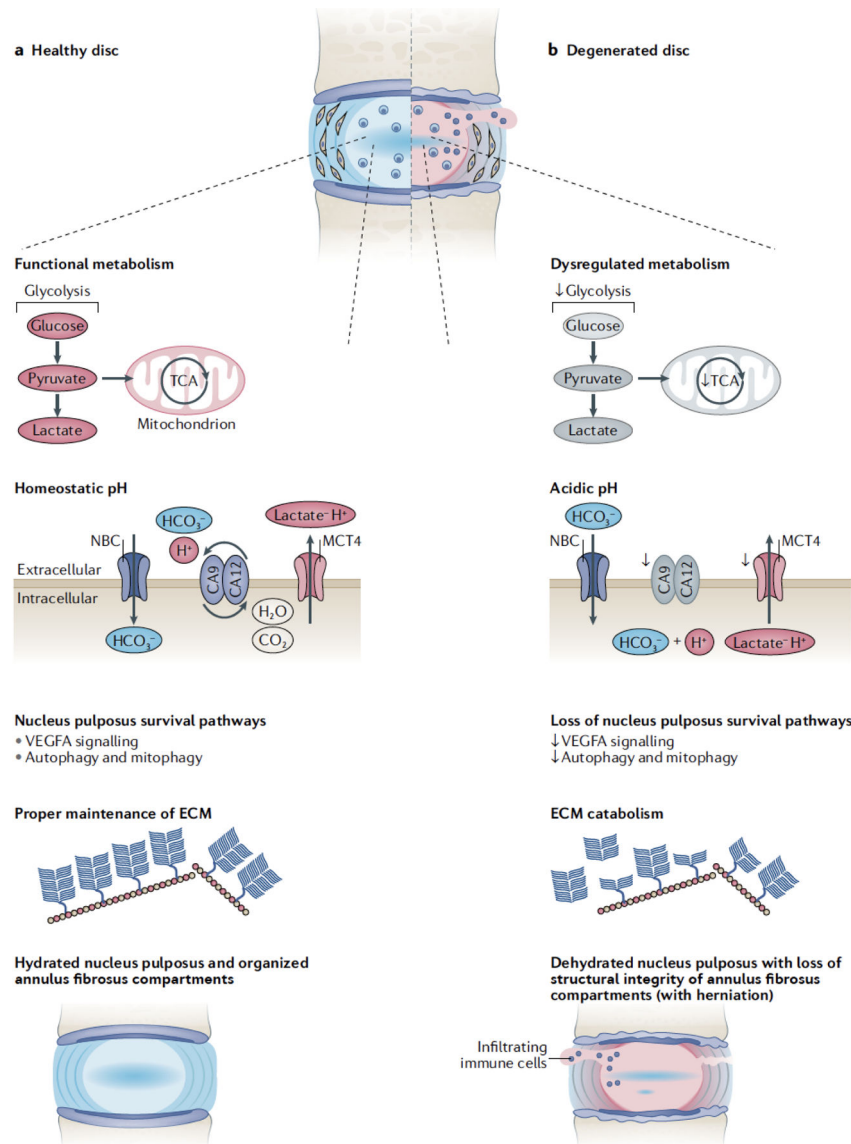 a Healthy disc
b Degenerated disc
Functional metabolism
Glycolysis
Glucose
Pyruvate
TCA
Lactate
Mitochondrion
Dysregulated metabolism
↓Glycolysis
Glucose
Pyruvate
↓TCA
Lactate
Homeostatic pH
HCO₃⁻
Lactate⁻ H⁺
NBC
H⁺
MCT4
Extracellular
CA9
CA12
Intracellular
H₂O
HCO₃⁻
CO₂
Acidic pH
HCO₃⁻
NBC
MCT4
↓
CA9
CA12
↓
HCO₃⁻ + H⁺
Lactate⁻ H⁺
Nucleus pulposus survival pathways
• VEGFA signalling
• Autophagy and mitophagy
Loss of nucleus pulposus survival pathways
↓VEGFA signalling
↓Autophagy and mitophagy
Proper maintenance of ECM
ECM catabolism
Hydrated nucleus pulposus and organized
annulus fibrosus compartments
Dehydrated nucleus pulposus with loss of
structural integrity of annulus fibrosus
compartments (with herniation)
Infiltrating
immune cells